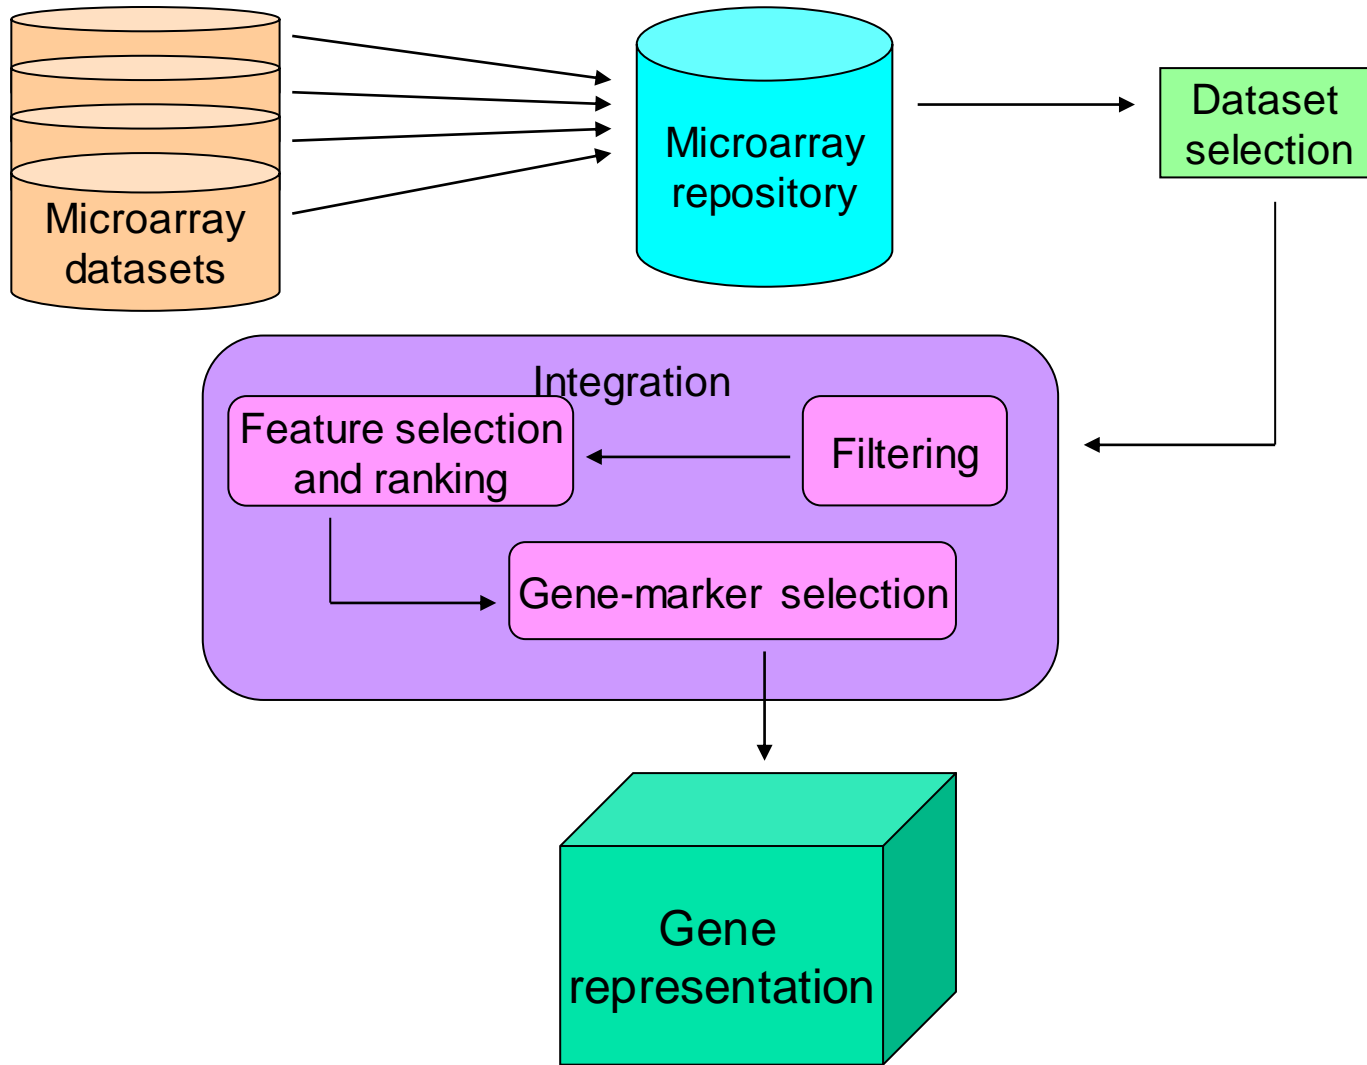 Microarray
datasets
Microarray
repository
Dataset
selection
Integration
Feature selection
and ranking
Filtering
Gene-marker selection
Gene
representation